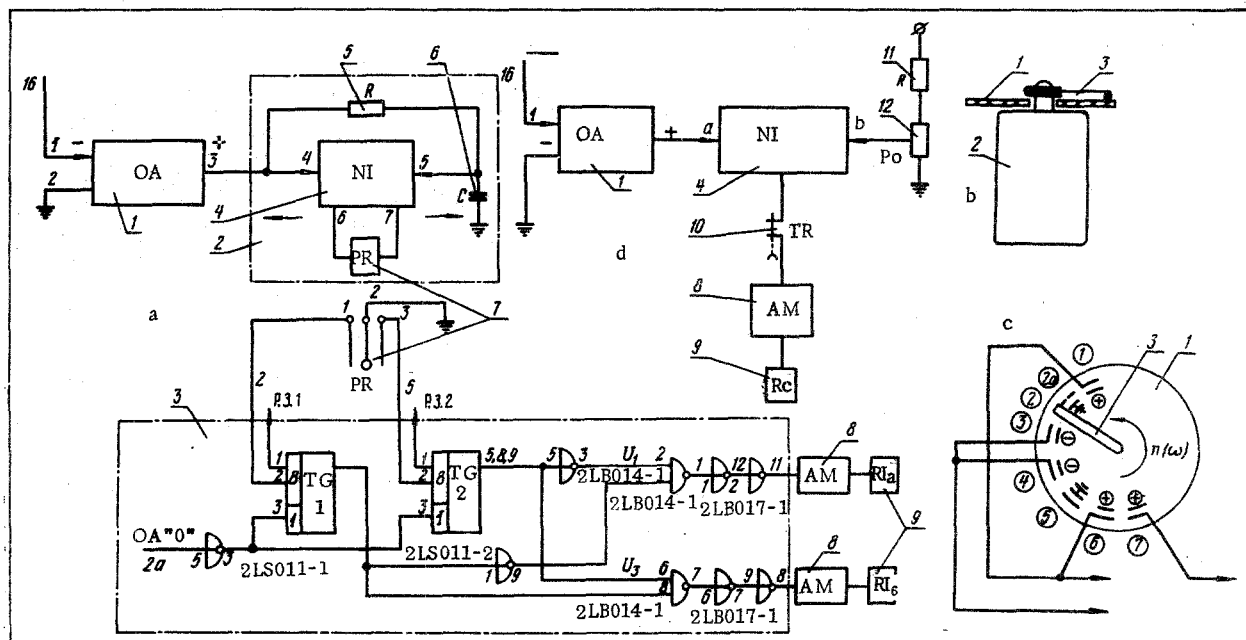 16
1
−
2
OA
+
3
1
4
R
5
6
NI
5
C
6
7
4
2
PR
7
a
16
1
−
OA
1
+
a
NI
4
b
Po
11
R
12
10
TR
d
8
AM
9
Rc
1
3
2
b
1
2
3
PR
2
5
3
P.3.1
P.3.2
1
2
8
TG
1
3
1
1
2
8
TG
2
3
1
5,8,9
5
3
U1
2
2LB014-1
2LB014-1
1
1
2LB017-1
12
2
11
8
AM
RIa
9
OA"0"
2a
5
3
2LS011-1
2LS011-2
1
9
U3
6
8
2LB014-1
7
6
2LB017-1
9
7
8
8
AM
RI6
c
1
2a
2
3
4
5
6
7
3
1
n(ω)